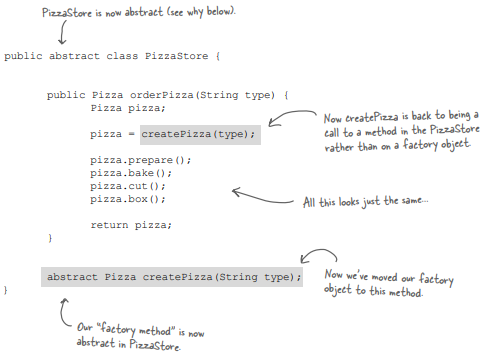 PizzaStore is now abstract (see why below).
public abstract class PizzaStore {
public Pizza orderPizza(String type) {
Pizza pizza;
pizza = createPizza(type);
Now createPizza is back to being a
call to a method in the PizzaStore
rather than on a factory object.
pizza.prepare();
pizza.bake();
pizza.cut();
pizza.box();
All this looks just the same...
return pizza;
}
abstract Pizza createPizza(String type);
Now we've moved our factory
object to this method.
}
Our "factory method" is now
abstract in PizzaStore.